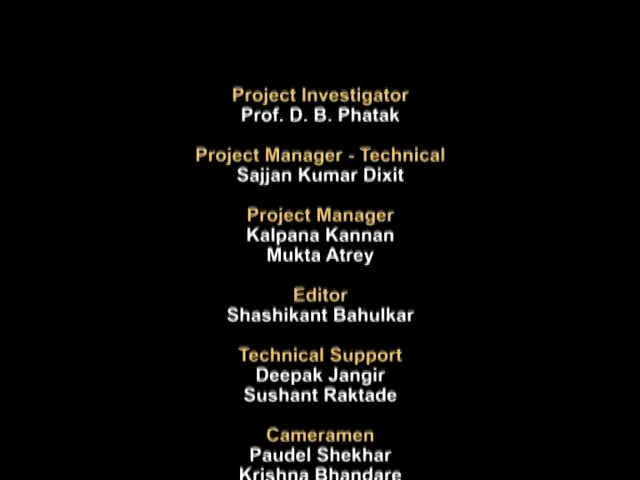 Project Investigator
Prof. D. B. Phatak
Project Manager - Technical
Sajjan Kumar Dixit
Project Manager
Kalpana Kannan
Mukta Atrey
Editor
Shashikant Bahulkar
Technical Support
Deepak Jangir
Sushant Raktade
Cameramen
Paudel Shekhar
Krishna Bhandare